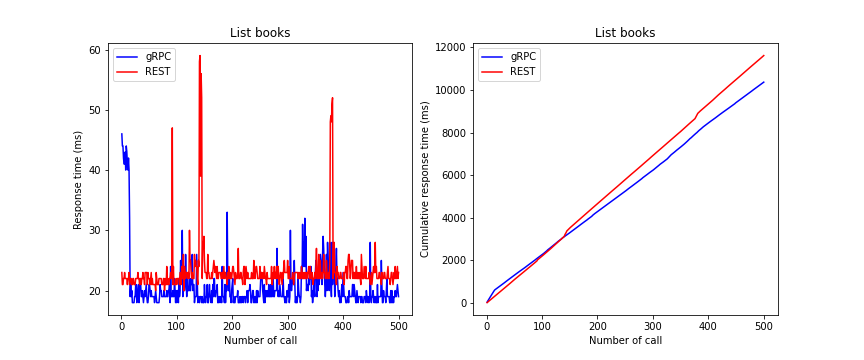 List books
gRPC
REST
Response time (ms)
60
50
40
30
20
0
100
200
300
400
500
Number of call
List books
gRPC
REST
Cumulative response time (ms)
12000
10000
8000
6000
4000
2000
0
0
100
200
300
400
500
Number of call